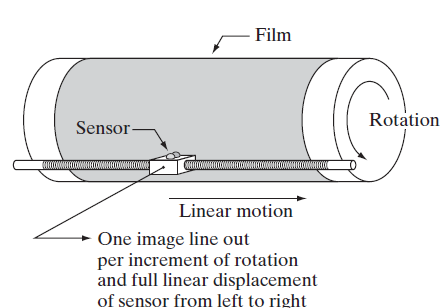 Film
Sensor
Rotation
Linear motion
One image line out
per increment of rotation
and full linear displacement
of sensor from left to right